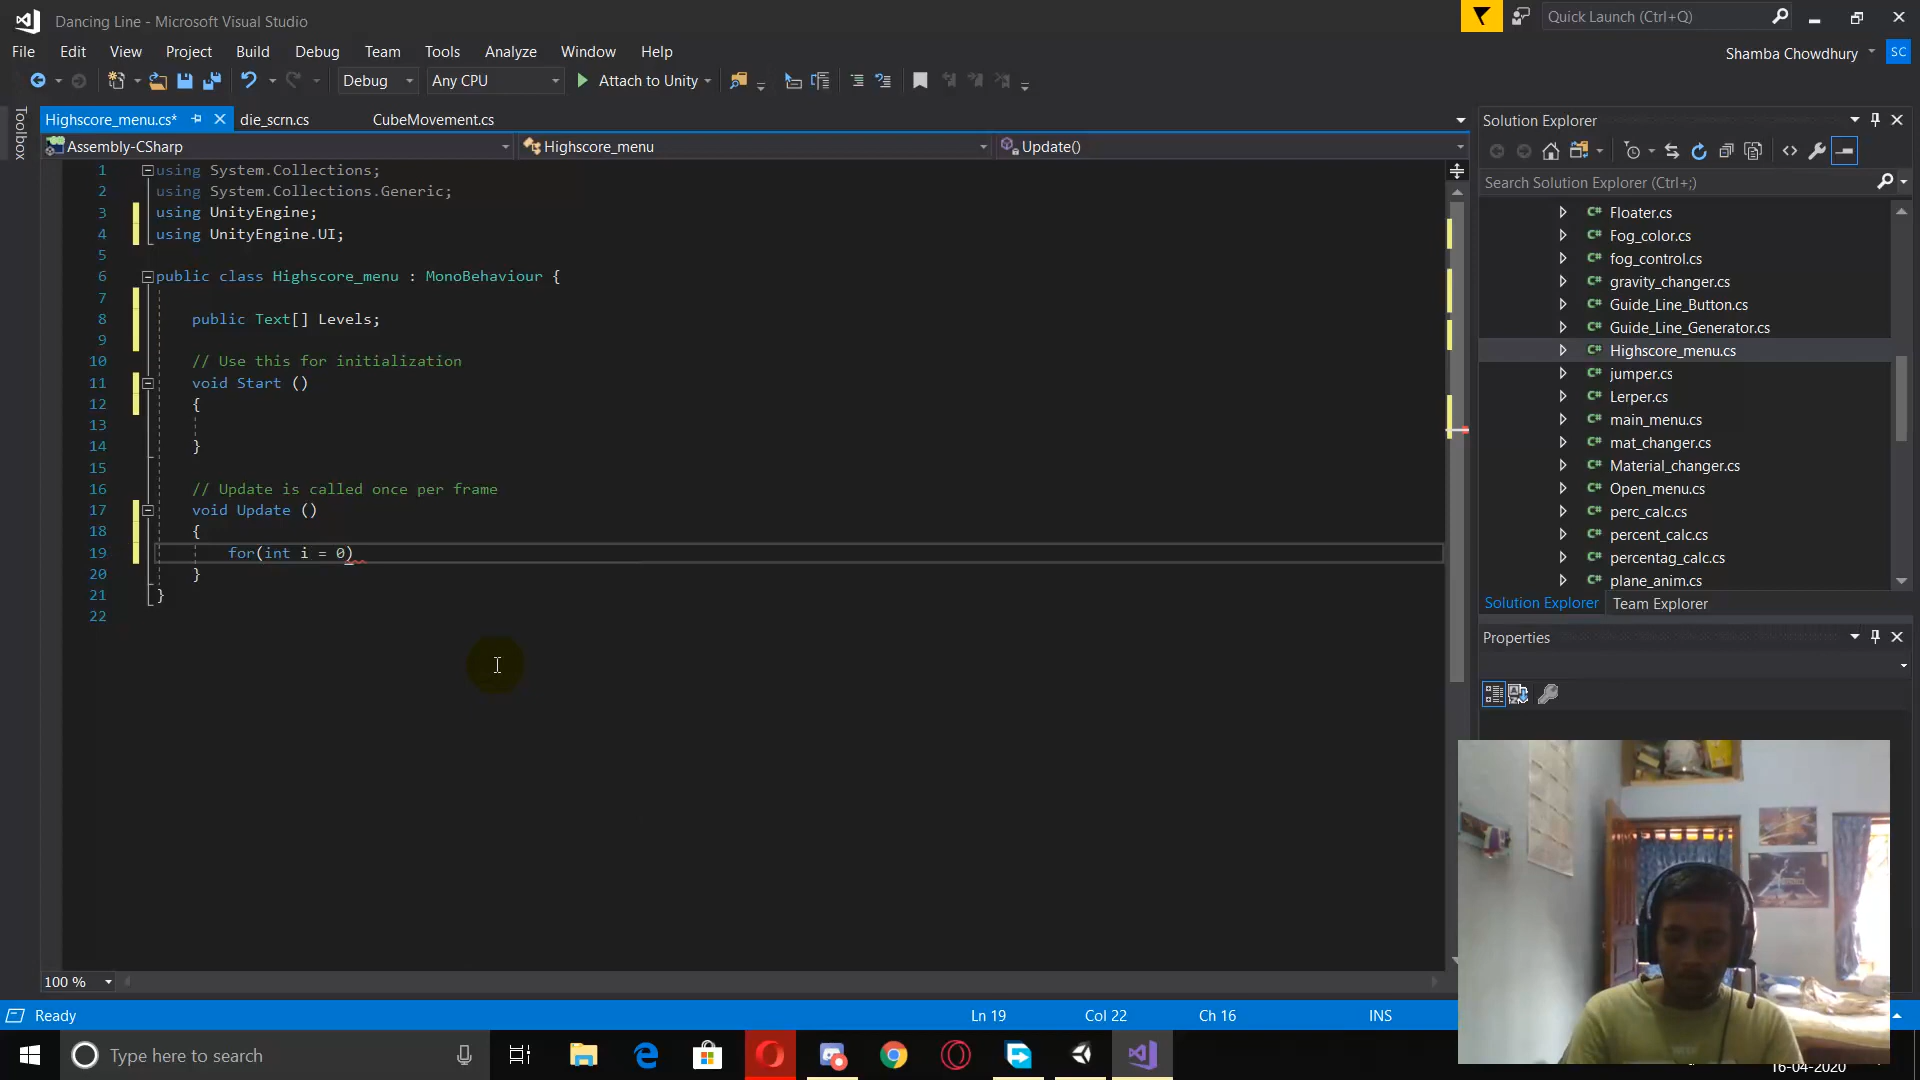 Dancing Line - Microsoft Visual Studio
Quick Launch (Ctrl+Q)
File Edit View Project Build Debug Team Tools Analyze Window Help
Shamba Chowdhury SC
Debug Any CPU Attach to Unity
Toolbox
Highscore_menu.cs* die_scrn.cs CubeMovement.cs
Assembly-CSharp Highscore_menu Update()
1 using System.Collections;
2 using System.Collections.Generic;
3 using UnityEngine;
4 using UnityEngine.UI;
5
6 public class Highscore_menu : MonoBehaviour {
7
8 public Text[] Levels;
9
10 // Use this for initialization
11 void Start ()
12 {
13
14 }
15
16 // Update is called once per frame
17 void Update ()
18 {
19 for(int i = 0)
20 }
21 }
22
100 %
Solution Explorer
Search Solution Explorer (Ctrl+;)
C# Floater.cs
C# Fog_color.cs
C# fog_control.cs
C# gravity_changer.cs
C# Guide_Line_Button.cs
C# Guide_Line_Generator.cs
C# Highscore_menu.cs
C# jumper.cs
C# Lerper.cs
C# main_menu.cs
C# mat_changer.cs
C# Material_changer.cs
C# Open_menu.cs
C# perc_calc.cs
C# percent_calc.cs
C# percentag_calc.cs
C# plane_anim.cs
Solution Explorer Team Explorer
Properties
Ready Ln 19 Col 22 Ch 16 INS
Type here to search
16-04-2020